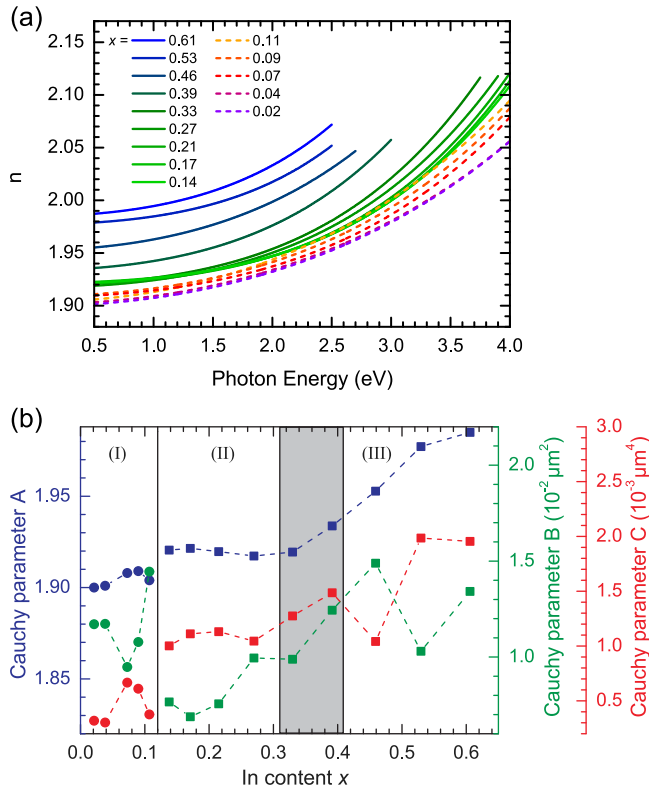 (a)
2.15
2.10
2.05
2.00
1.95
1.90
n
x =
0.61
0.53
0.46
0.39
0.33
0.27
0.21
0.17
0.14
0.11
0.09
0.07
0.04
0.02
0.5 1.0 1.5 2.0 2.5 3.0 3.5 4.0
Photon Energy (eV)
(b)
(I) (II) (III)
1.95
1.90
1.85
Cauchy parameter A
2.0
1.5
1.0
Cauchy parameter B (10⁻² μm²)
3.0
2.5
2.0
1.5
1.0
0.5
Cauchy parameter C (10⁻³ μm⁴)
0.0 0.1 0.2 0.3 0.4 0.5 0.6
In content x